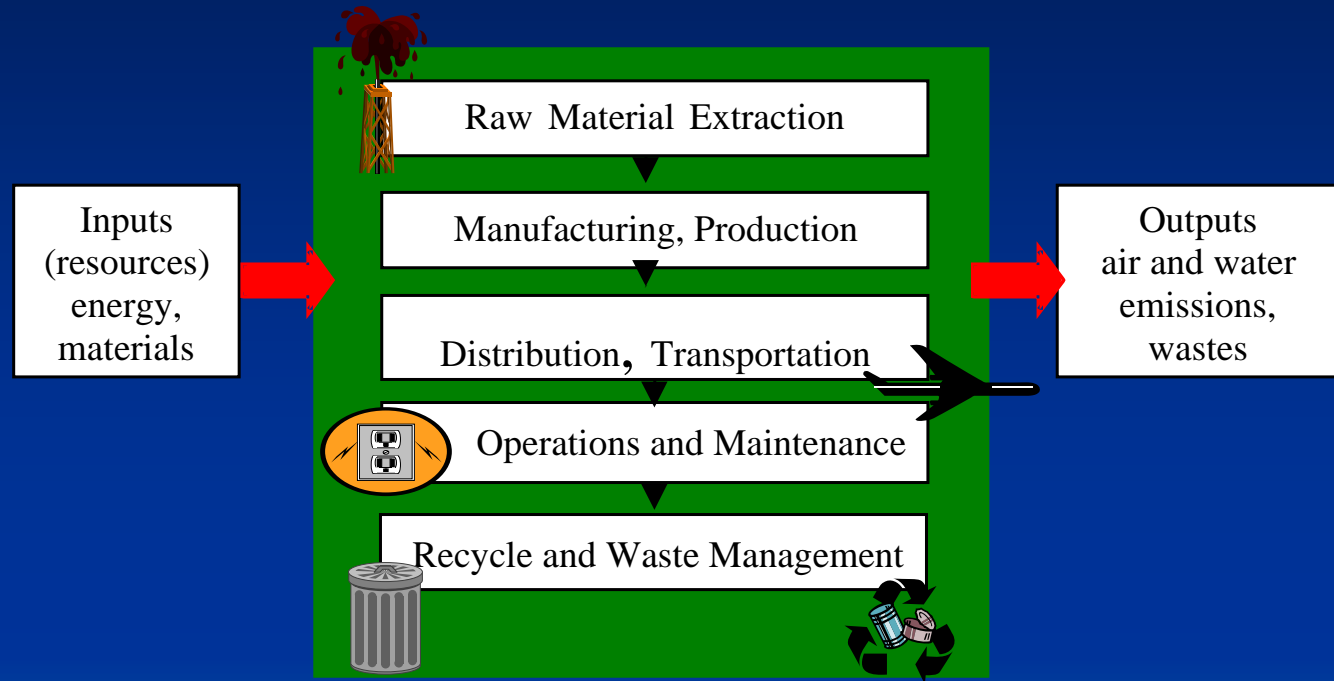 Raw Material Extraction
Inputs
(resources)
energy,
materials
Manufacturing, Production
Distribution, Transportation
Operations and Maintenance
Recycle and Waste Management
Outputs
air and water
emissions,
wastes